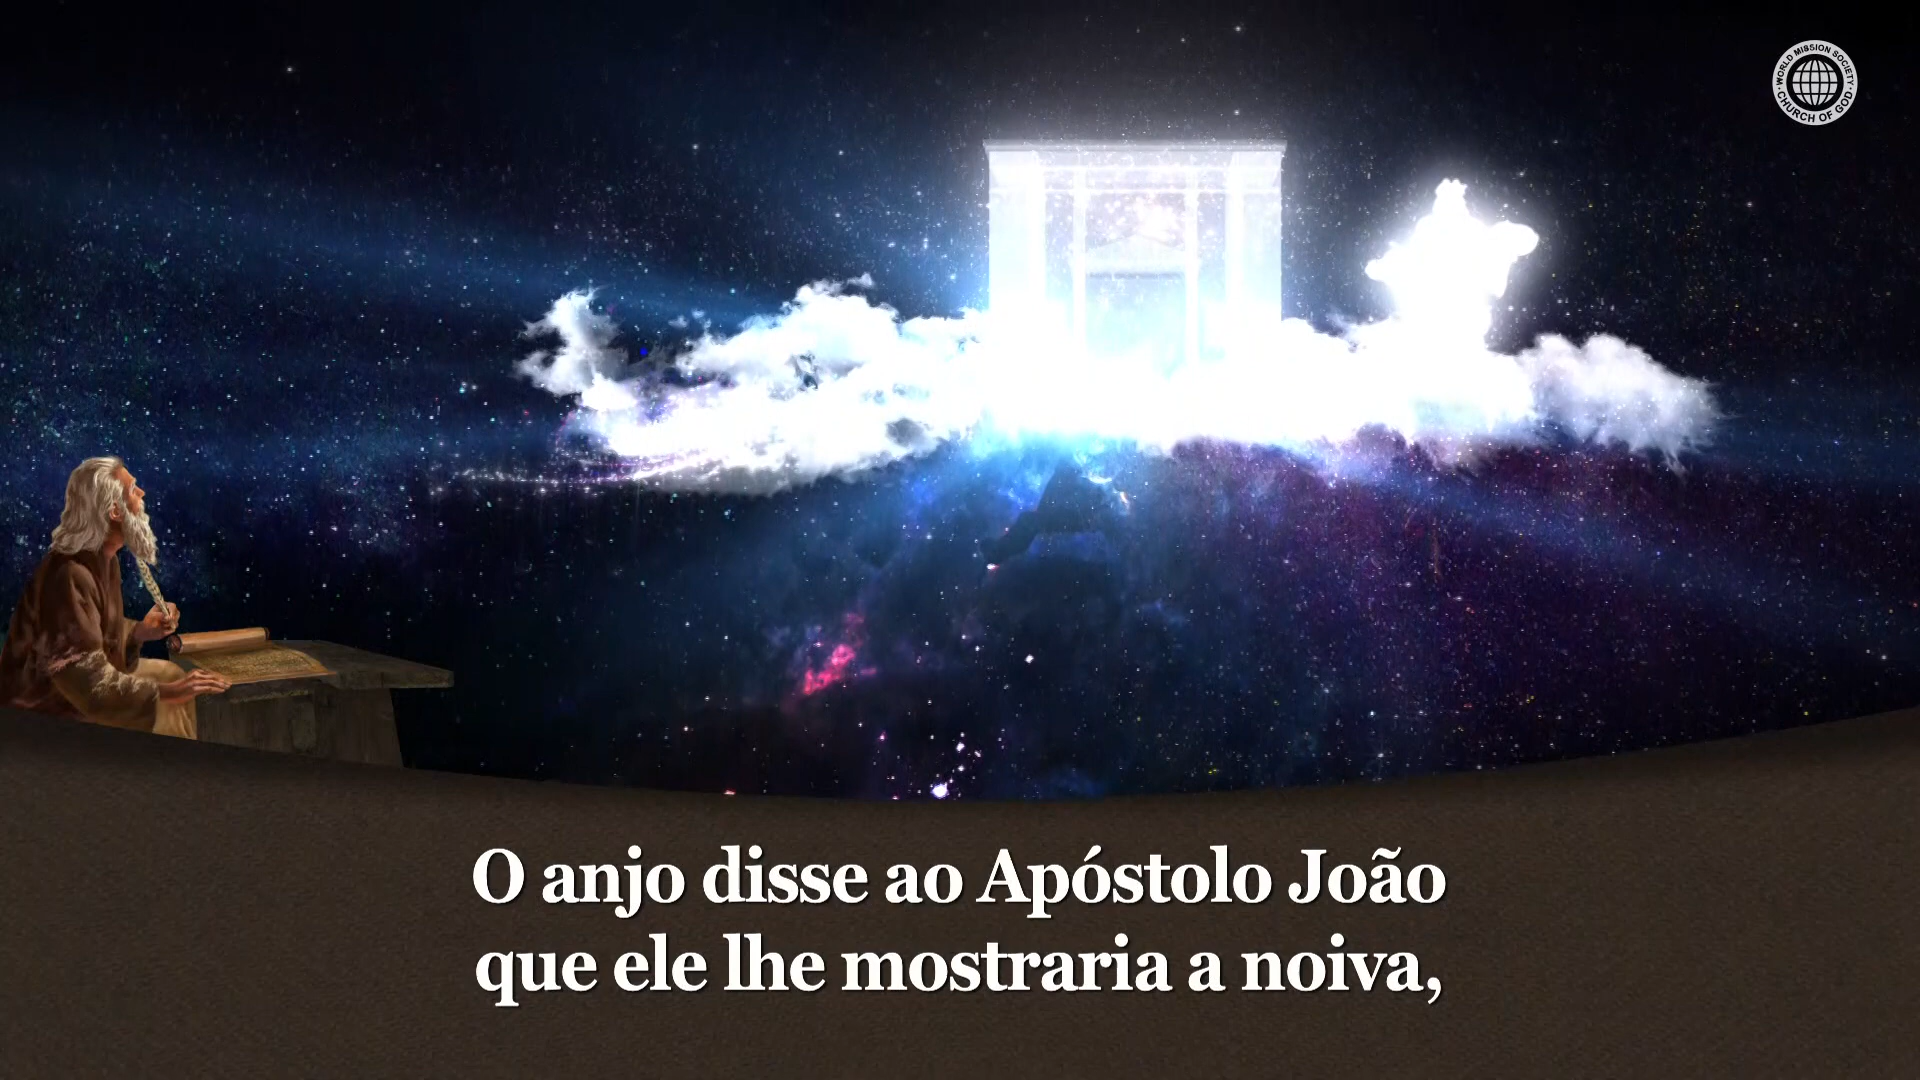 WORLD MISSION SOCIETY
CHURCH OF GOD
O anjo disse ao Apóstolo João
que ele lhe mostraria a noiva,